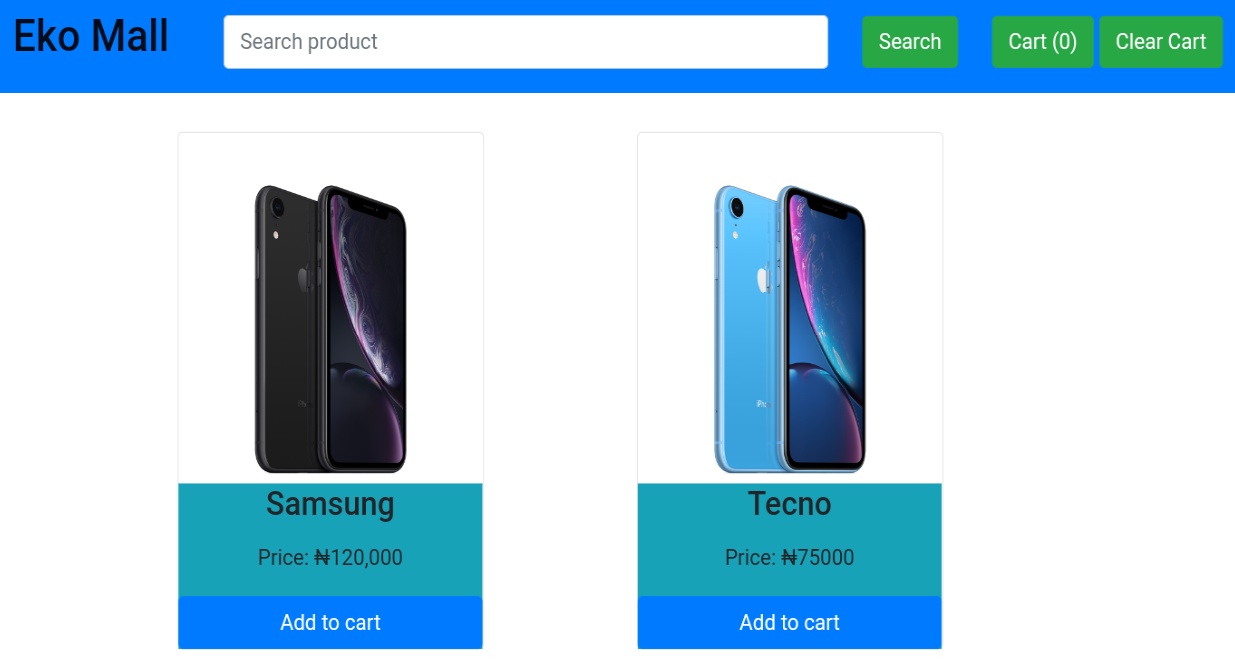 Eko Mall
Search product
Search
Cart (0)
Clear Cart
Samsung
Price: ₦120,000
Add to cart
Tecno
Price: ₦75000
Add to cart